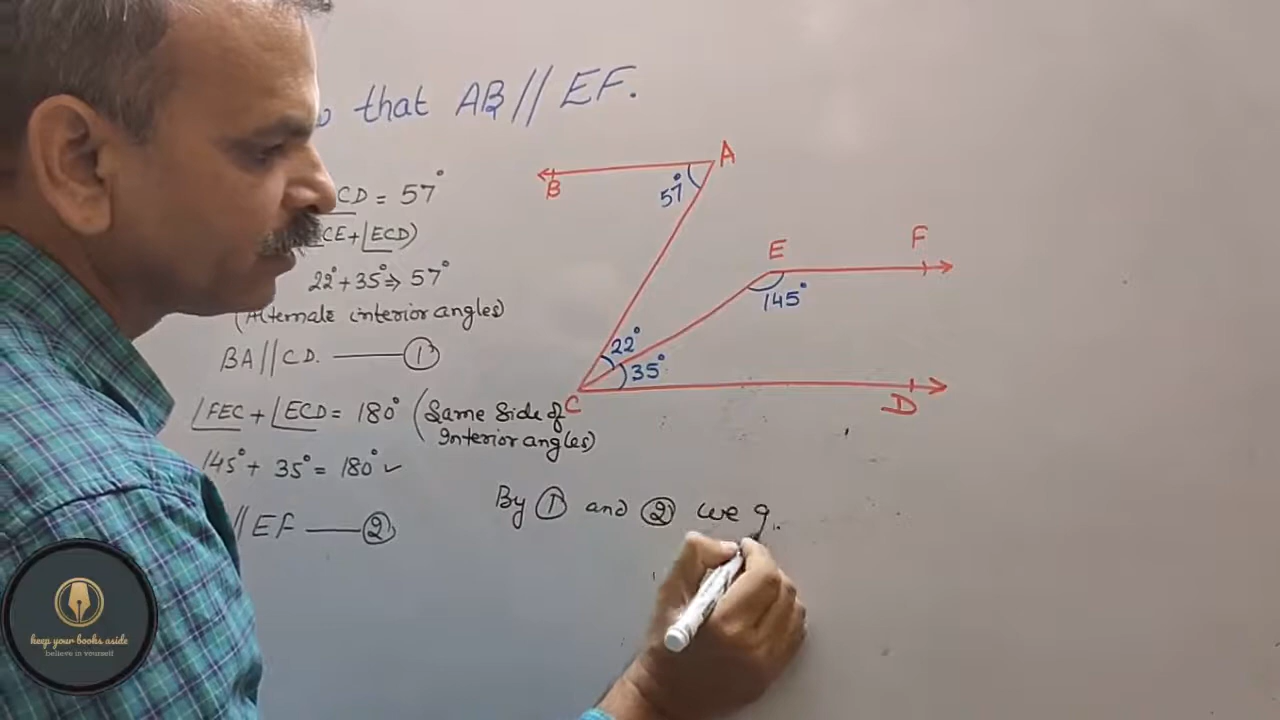 that AB // EF.
CD = 57°
CE + ∠ECD)
22° + 35° ⇒ 57°
(Alternate interior angles)
BA // CD. —— ①
∠FEC + ∠ECD = 180° (Same Side of
Interior angles)
145° + 35° = 180° ✓
// EF —— ②
By ① and ② we g
A
B
57°
E
F
145°
22°
35°
C
D
keep your books aside
believe in yourself